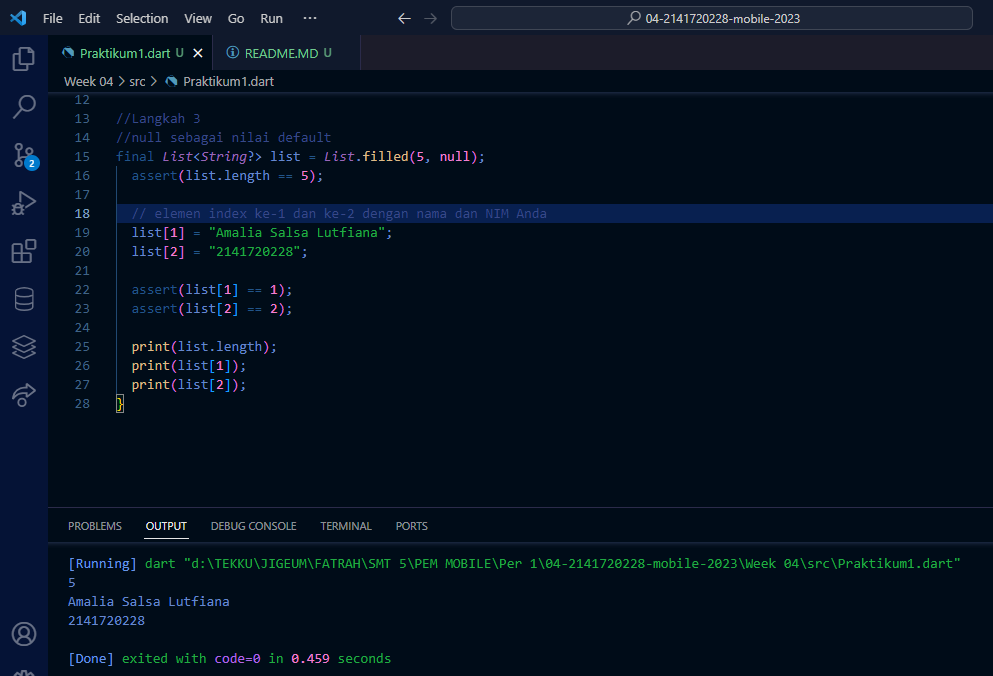 File Edit Selection View Go Run ··· ← → 04-2141720228-mobile-2023
Praktikum1.dart U × README.MD U
Week 04 > src > Praktikum1.dart
12
13 //Langkah 3
14 //null sebagai nilai default
15 final List<String?> list = List.filled(5, null);
16 assert(list.length == 5);
17
18 // elemen index ke-1 dan ke-2 dengan nama dan NIM Anda
19 list[1] = "Amalia Salsa Lutfiana";
20 list[2] = "2141720228";
21
22 assert(list[1] == 1);
23 assert(list[2] == 2);
24
25 print(list.length);
26 print(list[1]);
27 print(list[2]);
28 }
2
PROBLEMS OUTPUT DEBUG CONSOLE TERMINAL PORTS
[Running] dart "d:\TEKKU\JIGEUM\FATRAH\SMT 5\PEM MOBILE\Per 1\04-2141720228-mobile-2023\Week 04\src\Praktikum1.dart"
5
Amalia Salsa Lutfiana
2141720228
[Done] exited with code=0 in 0.459 seconds